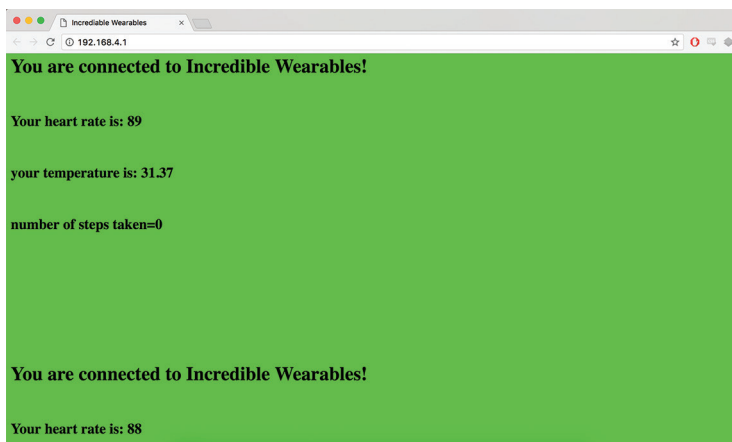 Incrediable Wearables
192.168.4.1
You are connected to Incredible Wearables!
Your heart rate is: 89
your temperature is: 31.37
number of steps taken=0
You are connected to Incredible Wearables!
Your heart rate is: 88